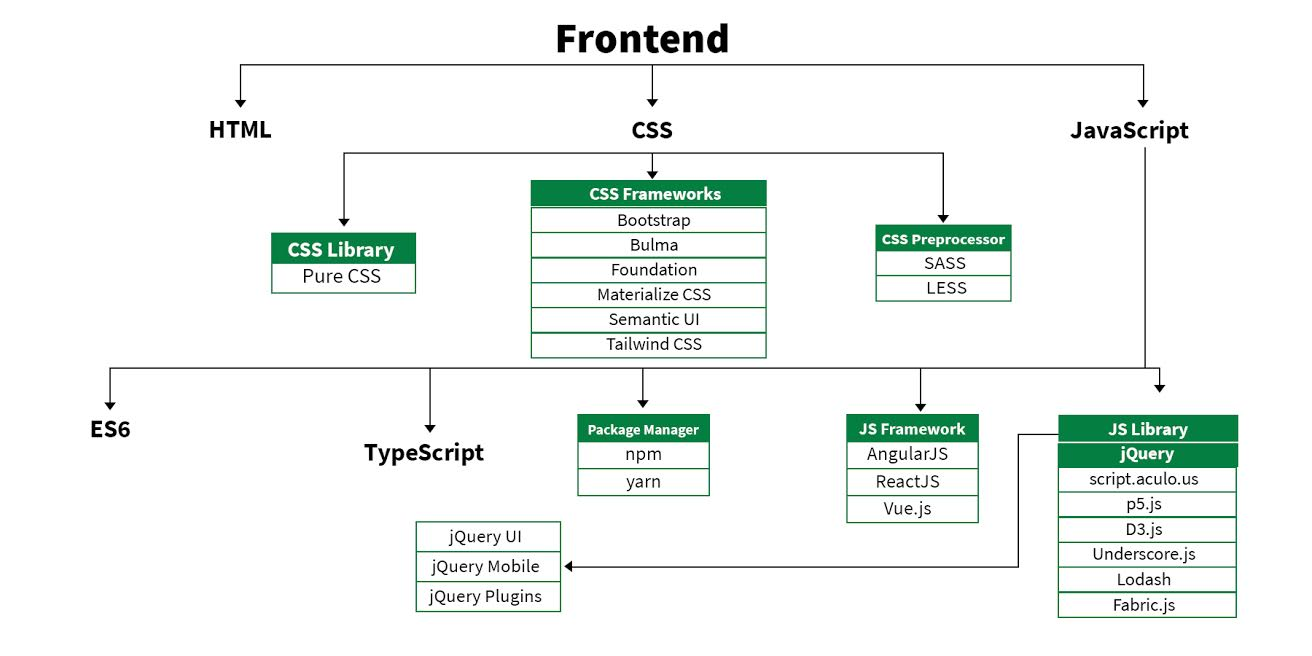 Frontend
HTML
CSS
JavaScript
CSS Library
Pure CSS
CSS Frameworks
Bootstrap
Bulma
Foundation
Materialize CSS
Semantic UI
Tailwind CSS
CSS Preprocessor
SASS
LESS
ES6
TypeScript
Package Manager
npm
yarn
JS Framework
AngularJS
ReactJS
Vue.js
JS Library
jQuery
script.aculo.us
p5.js
D3.js
Underscore.js
Lodash
Fabric.js
jQuery UI
jQuery Mobile
jQuery Plugins